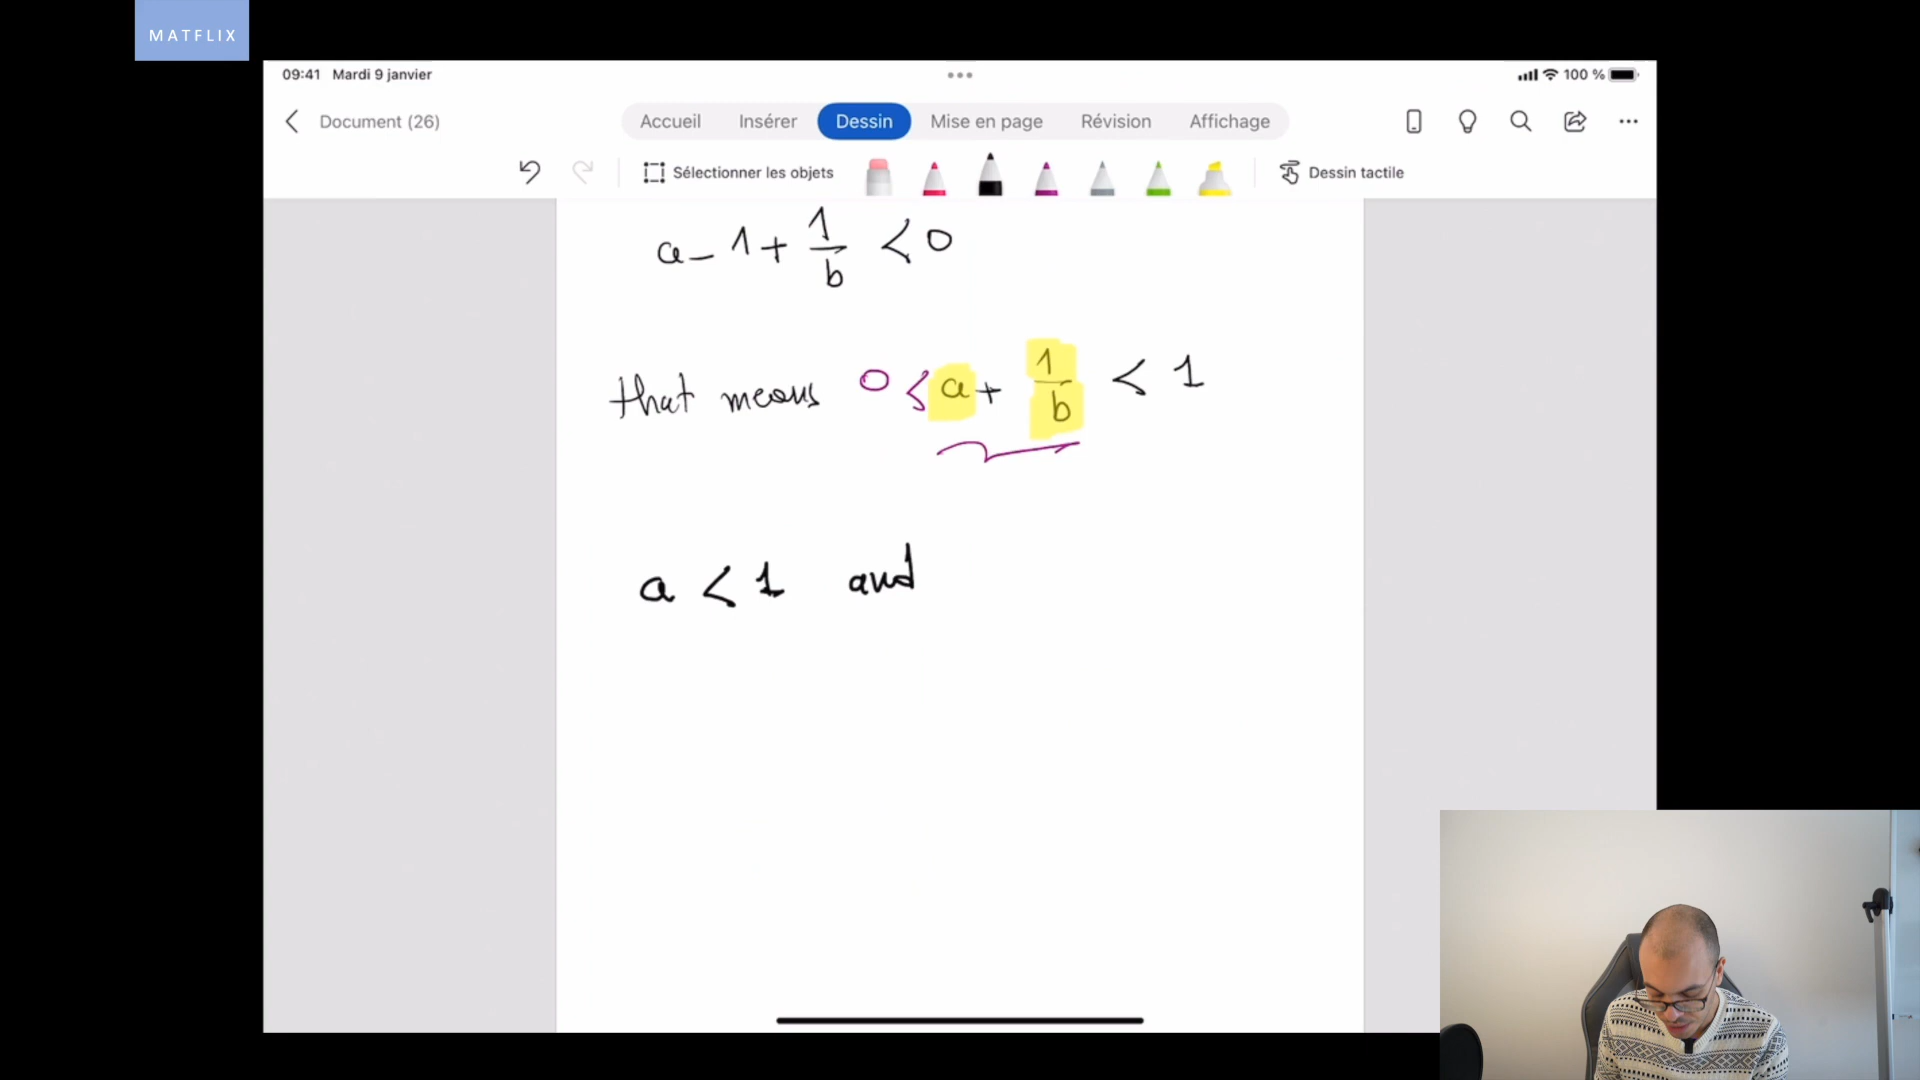 MATFLIX
09:41 Mardi 9 janvier
100 %
Document (26)
Accueil Insérer Dessin Mise en page Révision Affichage
Sélectionner les objets
Dessin tactile
a - 1 + 1/b < 0
that means 0 < a + 1/b < 1
a < 1 and